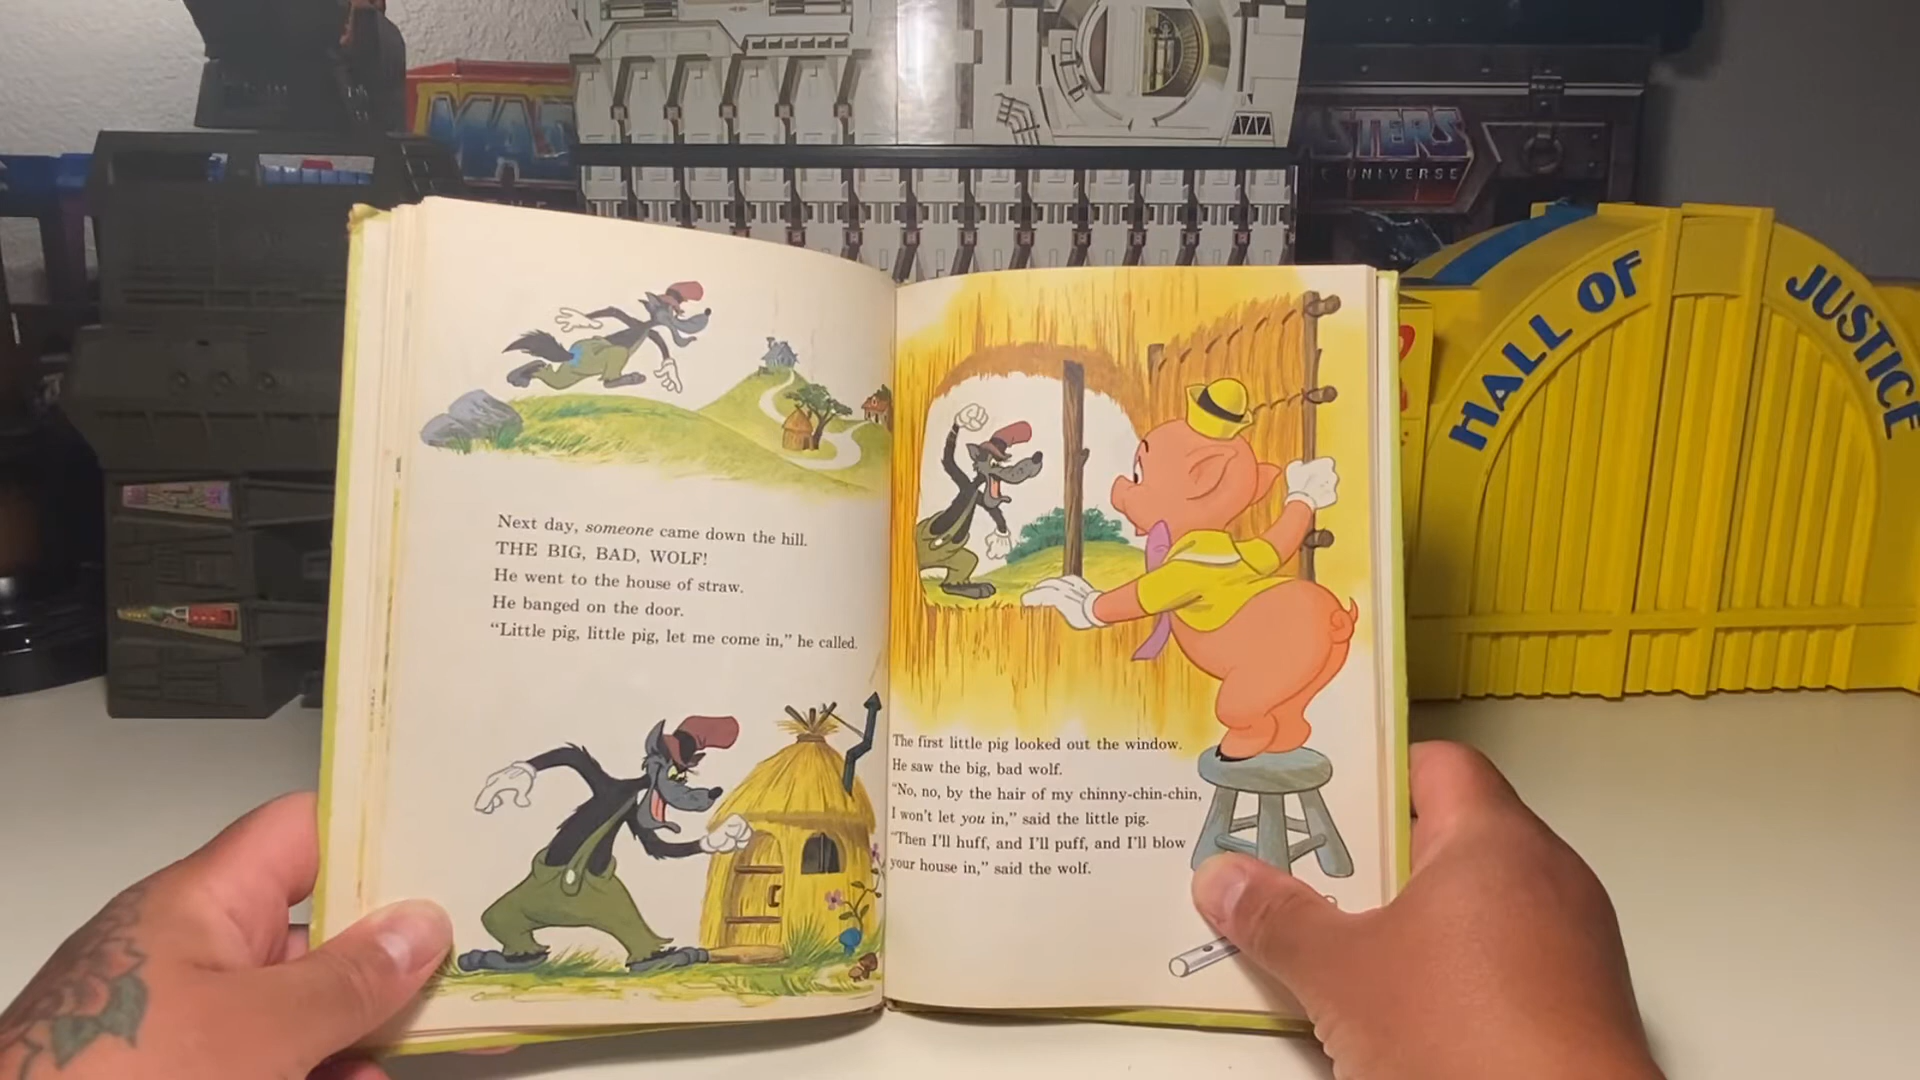 MAS
THE
STERS
UNIVERSE
HALL OF JUSTICE
Next day, someone came down the hill.
THE BIG, BAD, WOLF!
He went to the house of straw.
He banged on the door.
“Little pig, little pig, let me come in,” he called.
The first little pig looked out the window.
He saw the big, bad wolf.
“No, no, by the hair of my chinny-chin-chin,
I won’t let you in,” said the little pig.
“Then I’ll huff, and I’ll puff, and I’ll blow
your house in,” said the wolf.